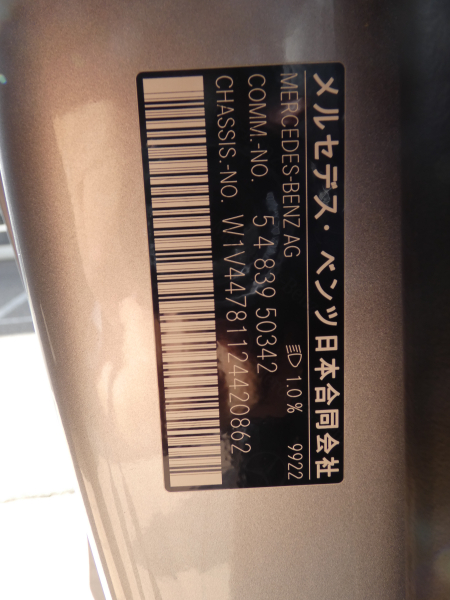 メルセデス・ベンツ日本合同会社
MERCEDES-BENZ AG 1.0% 9922
COMM.-NO. 5 4 839 50342
CHASSIS.-NO. W1V44781124420862